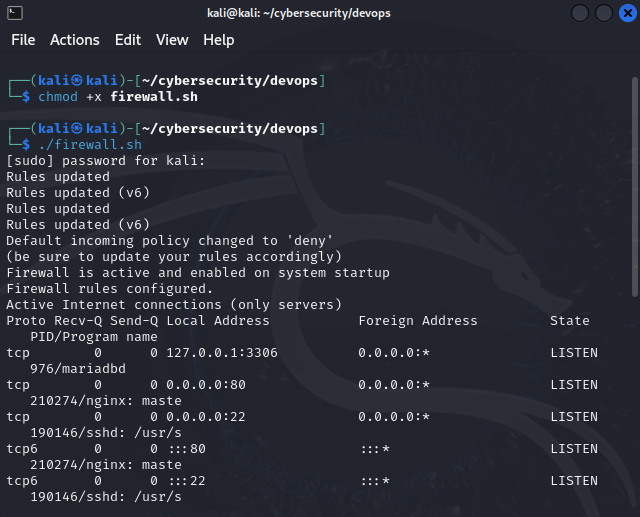 kali@kali: ~/cybersecurity/devops
File Actions Edit View Help
┌──(kali㉿kali)-[~/cybersecurity/devops]
└─$ chmod +x firewall.sh
┌──(kali㉿kali)-[~/cybersecurity/devops]
└─$ ./firewall.sh
[sudo] password for kali:
Rules updated
Rules updated (v6)
Rules updated
Rules updated (v6)
Default incoming policy changed to 'deny'
(be sure to update your rules accordingly)
Firewall is active and enabled on system startup
Firewall rules configured.
Active Internet connections (only servers)
Proto Recv-Q Send-Q Local Address           Foreign Address         State
   PID/Program name
tcp        0      0 127.0.0.1:3306          0.0.0.0:*               LISTEN
   976/mariadbd
tcp        0      0 0.0.0.0:80              0.0.0.0:*               LISTEN
   210274/nginx: maste
tcp        0      0 0.0.0.0:22              0.0.0.0:*               LISTEN
   190146/sshd: /usr/s
tcp6       0      0 :::80                   :::*                    LISTEN
   210274/nginx: maste
tcp6       0      0 :::22                   :::*                    LISTEN
   190146/sshd: /usr/s